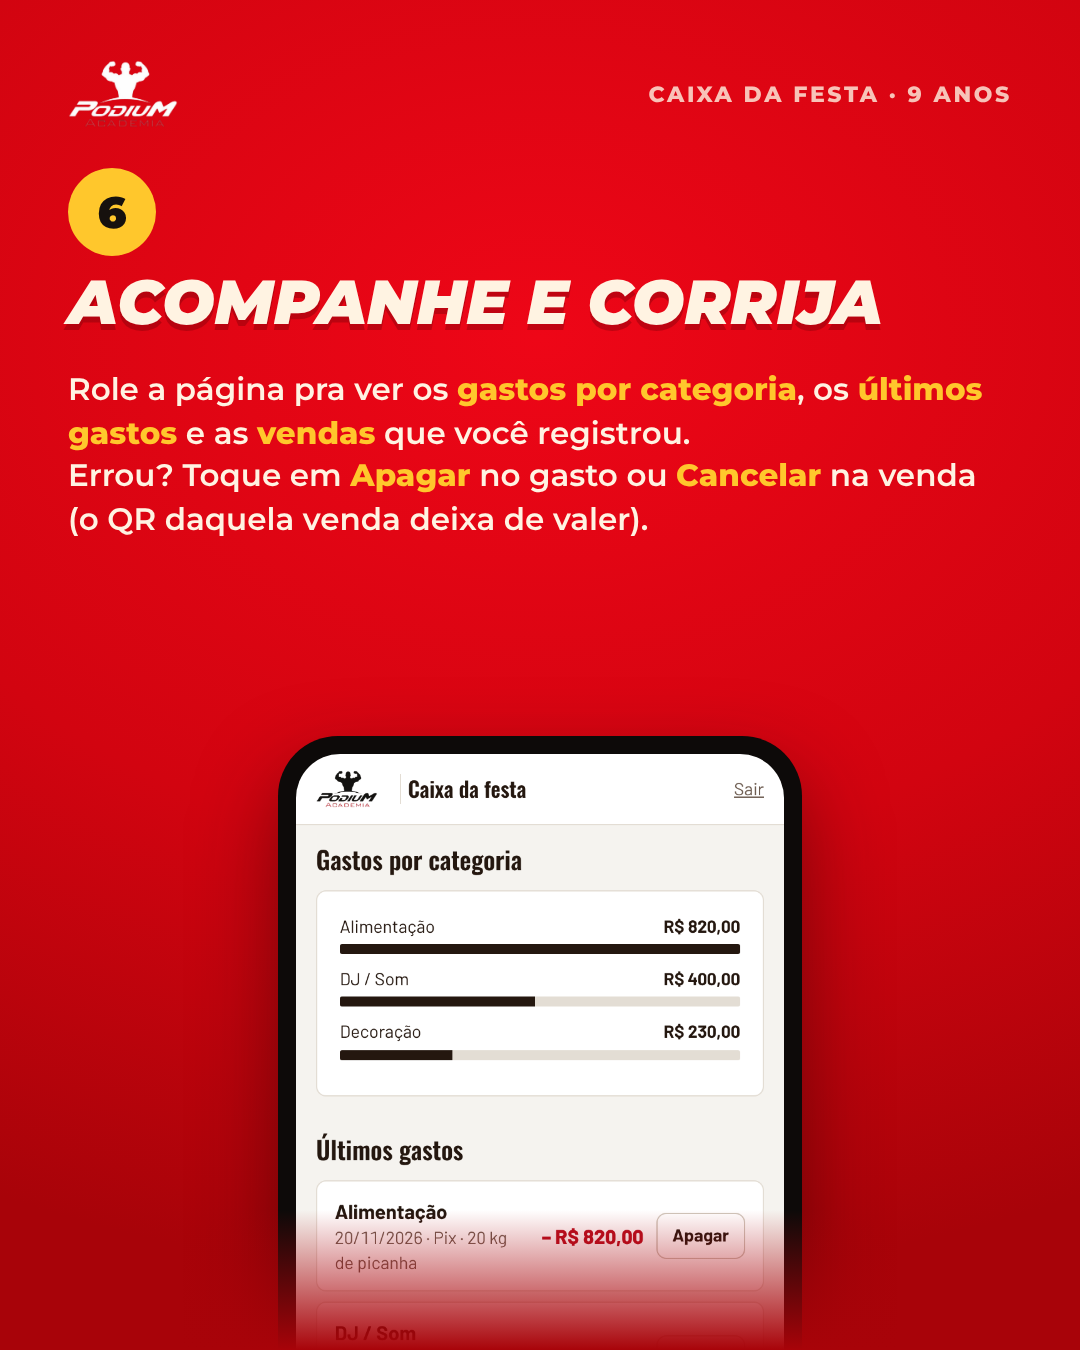 PODIUM
ACADEMIA
CAIXA DA FESTA · 9 ANOS
6
ACOMPANHE E CORRIJA
Role a página pra ver os gastos por categoria, os últimos
gastos e as vendas que você registrou.
Errou? Toque em Apagar no gasto ou Cancelar na venda
(o QR daquela venda deixa de valer).
PODIUM
ACADEMIA
Caixa da festa
Sair
Gastos por categoria
Alimentação R$ 820,00
DJ / Som R$ 400,00
Decoração R$ 230,00
Últimos gastos
Alimentação
20/11/2026 · Pix · 20 kg
de picanha
– R$ 820,00
Apagar
DJ / Som